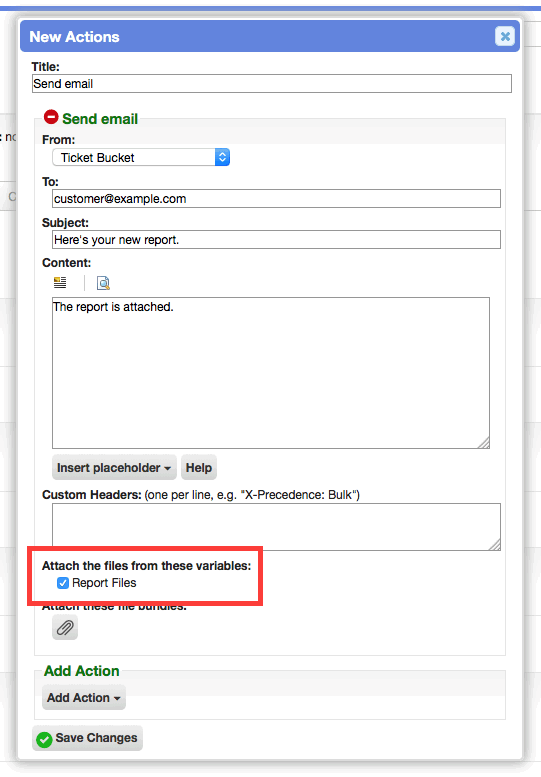 New Actions
Title:
Send email
Send email
From:
Ticket Bucket
To:
customer@example.com
Subject:
Here's your new report.
Content:
The report is attached.
Insert placeholder
Help
Custom Headers: (one per line, e.g. "X-Precedence: Bulk")
Attach the files from these variables:
Report Files
Attach these file bundles:
Add Action
Add Action
Save Changes